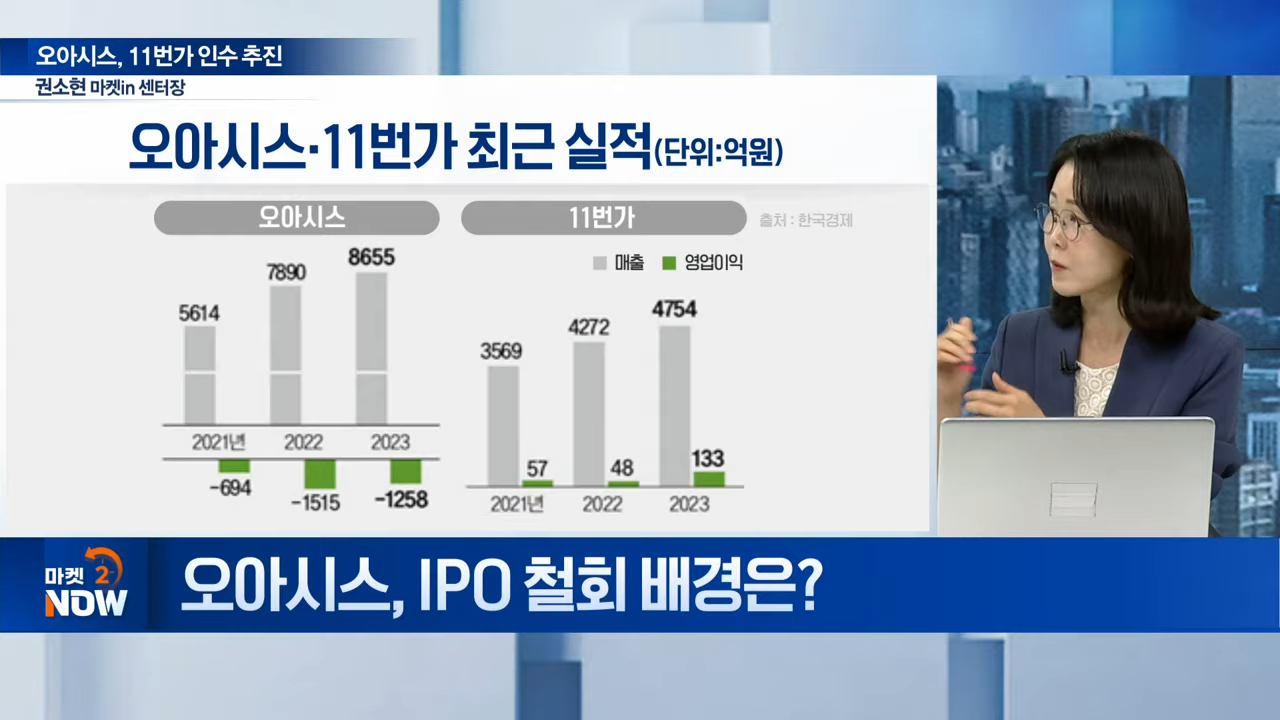 오아시스, 11번가 인수 추진
권소현 마켓in 센터장
오아시스·11번가 최근 실적(단위:억원)
오아시스
11번가
출처 : 한국경제
매출
영업이익
5614
7890
8655
2021년
2022
2023
-694
-1515
-1258
3569
4272
4754
57
48
133
2021년
2022
2023
마켓 2
NOW
오아시스, IPO 철회 배경은?